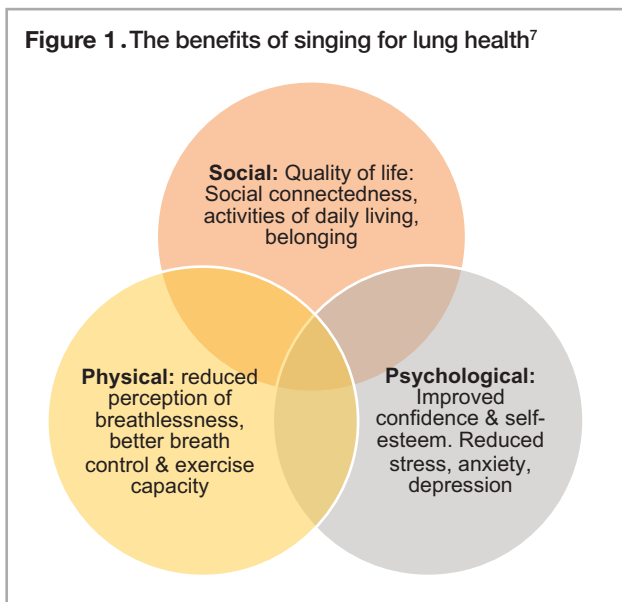 Figure 1. The benefits of singing for lung health⁷
Social: Quality of life:
Social connectedness,
activities of daily living,
belonging
Physical: reduced
perception of
breathlessness,
better breath
control & exercise
capacity
Psychological:
Improved
confidence & self-
esteem. Reduced
stress, anxiety,
depression